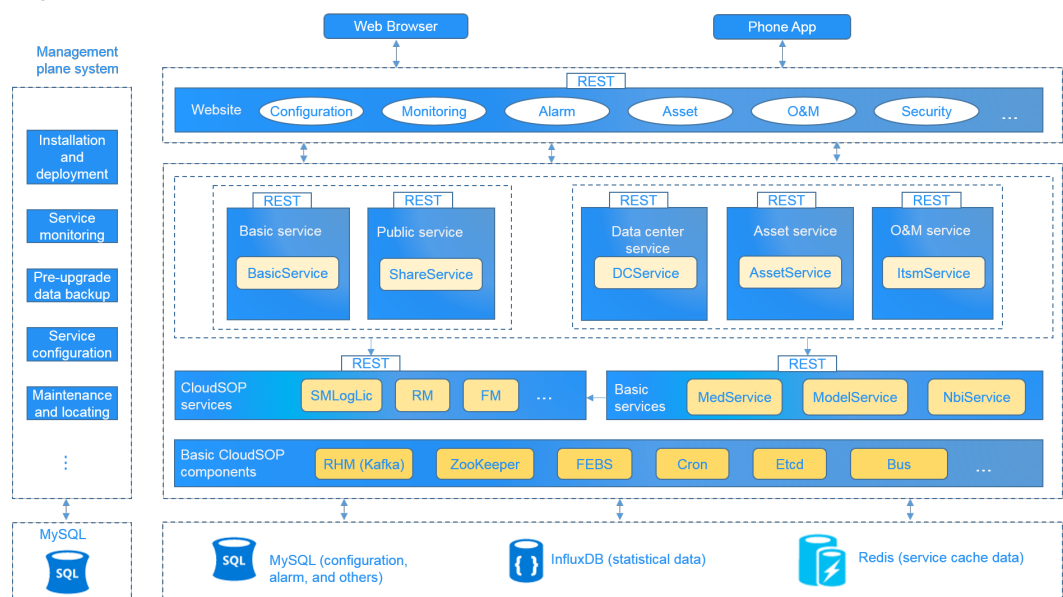 Web Browser
Phone App
Management
plane system
REST
Website
Configuration
Monitoring
Alarm
Asset
O&M
Security
...
Installation
and
deployment
Service
monitoring
Pre-upgrade
data backup
Service
configuration
Maintenance
and locating
...
REST
REST
REST
REST
REST
Basic service
Public service
Data center
service
Asset service
O&M service
BasicService
ShareService
DCService
AssetService
ItsmService
REST
REST
CloudSOP
services
SMLogLic
RM
FM
...
Basic
services
MedService
ModelService
NbiService
Basic CloudSOP
components
RHM (Kafka)
ZooKeeper
FEBS
Cron
Etcd
Bus
...
MySQL
SQL
SQL
MySQL (configuration,
alarm, and others)
{ }
InfluxDB (statistical data)
Redis (service cache data)